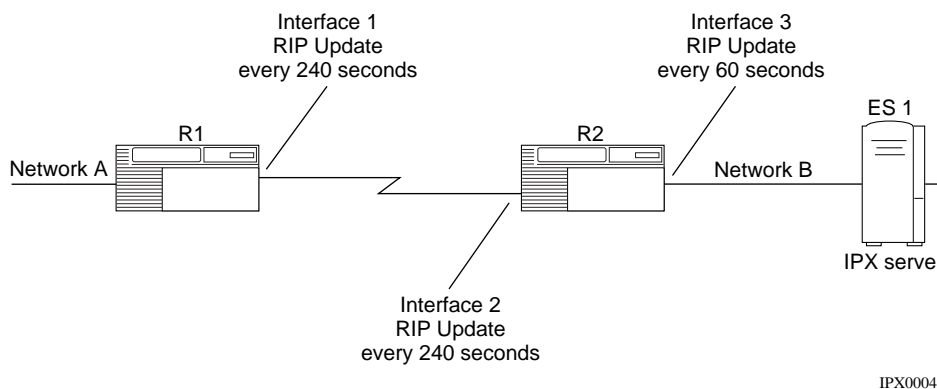 Interface 1
RIP Update
every 240 seconds
Interface 3
RIP Update
every 60 seconds
ES 1
R1
R2
Network A
Network B
IPX serve
Interface 2
RIP Update
every 240 seconds
IPX0004